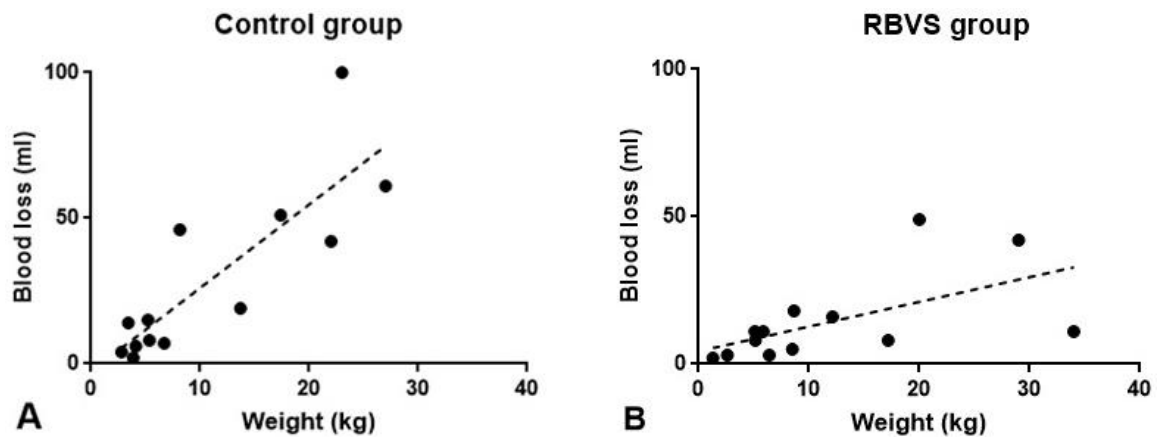 Control group
100
50
0
Blood loss (ml)
0 10 20 30 40
Weight (kg)
A
RBVS group
100
50
0
Blood loss (ml)
0 10 20 30 40
Weight (kg)
B